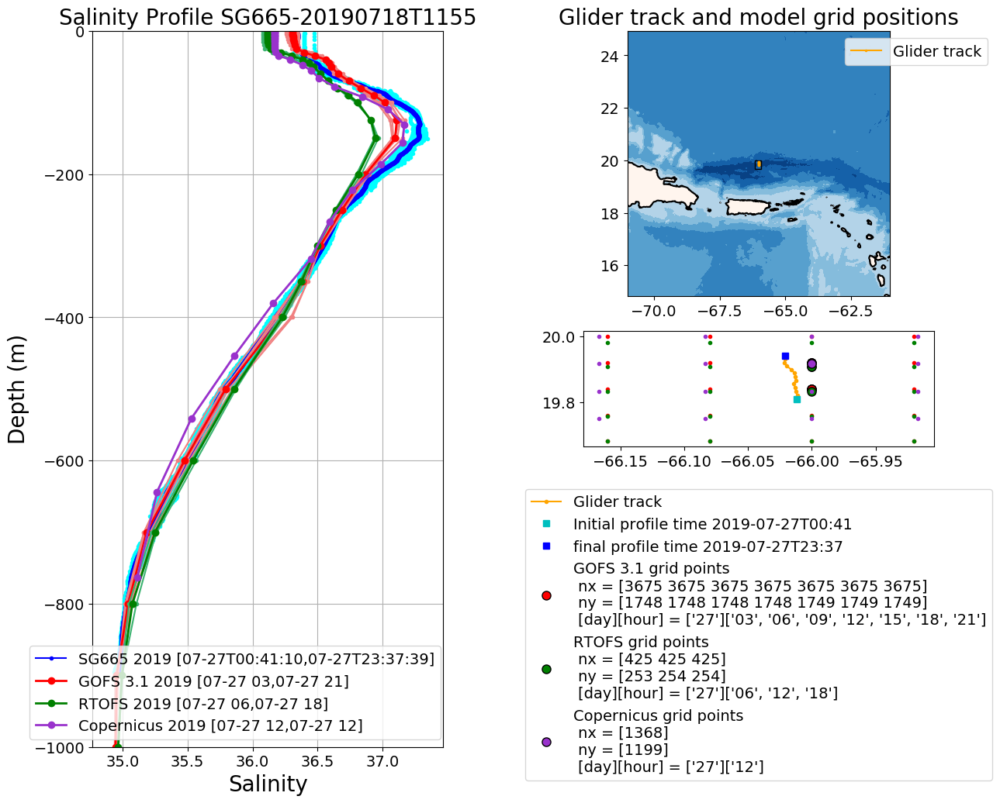 Salinity Profile SG665-20190718T1155
0
−200
−400
−600
−800
−1000
Depth (m)
35.0
35.5
36.0
36.5
37.0
Salinity
SG665 2019 [07-27T00:41:10,07-27T23:37:39]
GOFS 3.1 2019 [07-27 03,07-27 21]
RTOFS 2019 [07-27 06,07-27 18]
Copernicus 2019 [07-27 12,07-27 12]
Glider track and model grid positions
Glider track
24
22
20
18
16
−70.0
−67.5
−65.0
−62.5
20.0
19.8
−66.15
−66.10
−66.05
−66.00
−65.95
Glider track
Initial profile time 2019-07-27T00:41
final profile time 2019-07-27T23:37
GOFS 3.1 grid points
nx = [3675 3675 3675 3675 3675 3675 3675]
ny = [1748 1748 1748 1748 1749 1749 1749]
[day][hour] = ['27']['03', '06', '09', '12', '15', '18', '21']
RTOFS grid points
nx = [425 425 425]
ny = [253 254 254]
[day][hour] = ['27']['06', '12', '18']
Copernicus grid points
nx = [1368]
ny = [1199]
[day][hour] = ['27']['12']